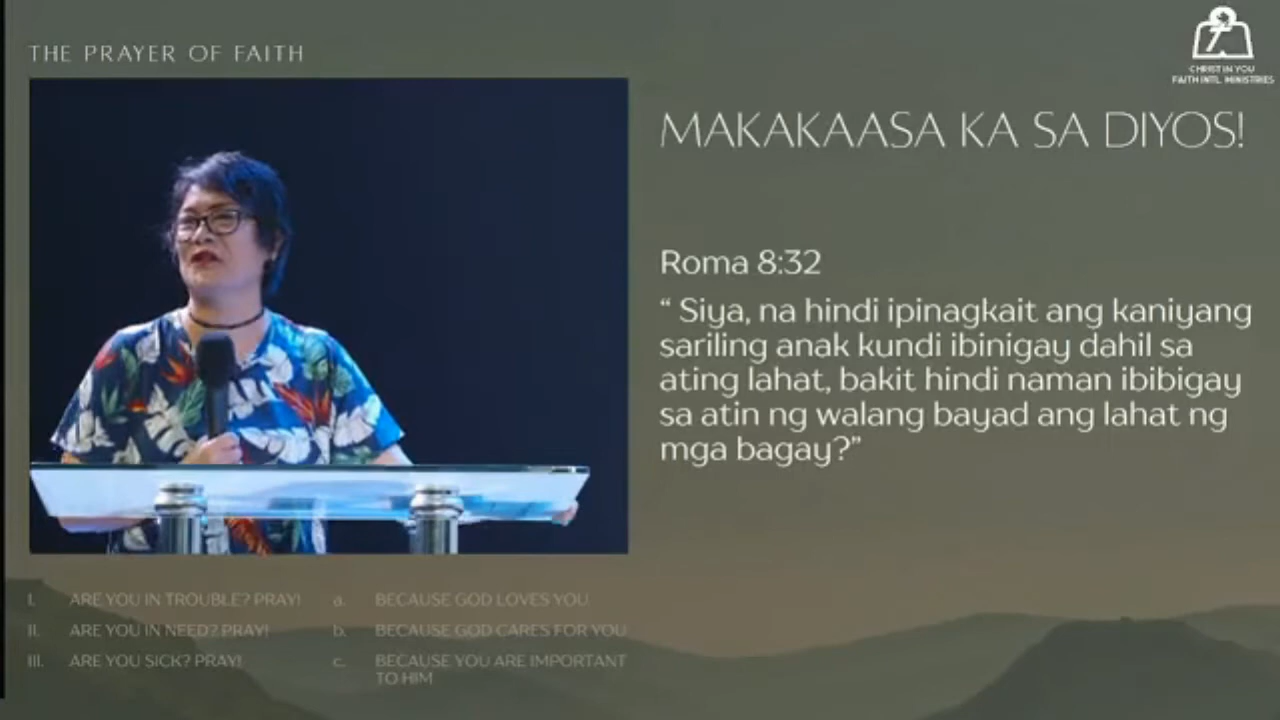 THE PRAYER OF FAITH
CHRIST IN YOU
FAITH INTL. MINISTRIES
MAKAKAASA KA SA DIYOS!
Roma 8:32
“ Siya, na hindi ipinagkait ang kaniyang
sariling anak kundi ibinigay dahil sa
ating lahat, bakit hindi naman ibibigay
sa atin ng walang bayad ang lahat ng
mga bagay?”
I. ARE YOU IN TROUBLE? PRAY!
II. ARE YOU IN NEED? PRAY!
III. ARE YOU SICK? PRAY!
a. BECAUSE GOD LOVES YOU
b. BECAUSE GOD CARES FOR YOU
c. BECAUSE YOU ARE IMPORTANT
TO HIM